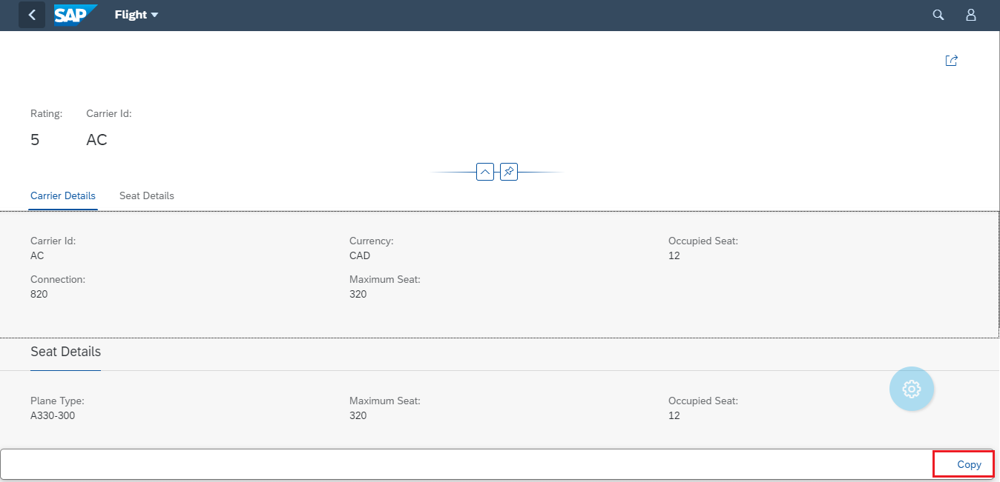 SAP Flight
Rating: Carrier Id:
5 AC
Carrier Details Seat Details
Carrier Id: Currency: Occupied Seat:
AC CAD 12
Connection: Maximum Seat:
820 320
Seat Details
Plane Type: Maximum Seat: Occupied Seat:
A330-300 320 12
Copy